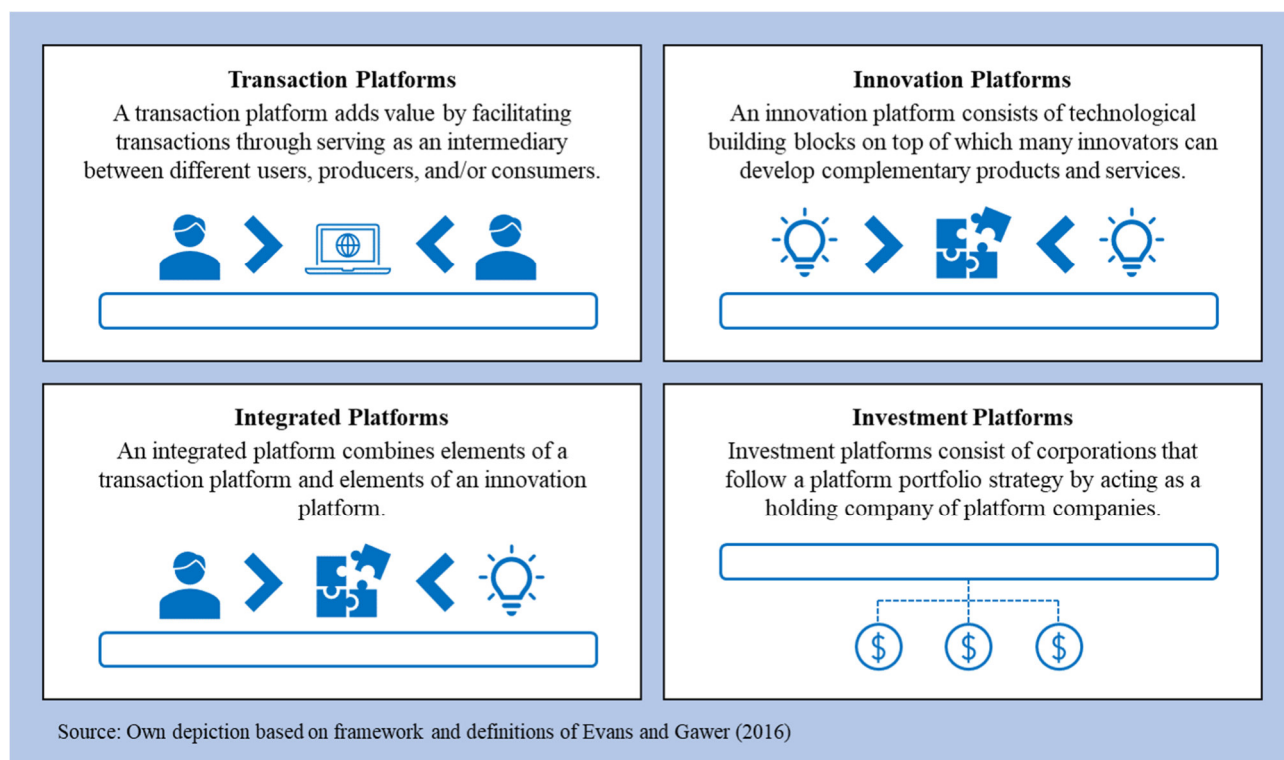 Transaction Platforms
A transaction platform adds value by facilitating
transactions through serving as an intermediary
between different users, producers, and/or consumers.
Innovation Platforms
An innovation platform consists of technological
building blocks on top of which many innovators can
develop complementary products and services.
Integrated Platforms
An integrated platform combines elements of a
transaction platform and elements of an innovation
platform.
Investment Platforms
Investment platforms consist of corporations that
follow a platform portfolio strategy by acting as a
holding company of platform companies.
$ $ $
Source: Own depiction based on framework and definitions of Evans and Gawer (2016)